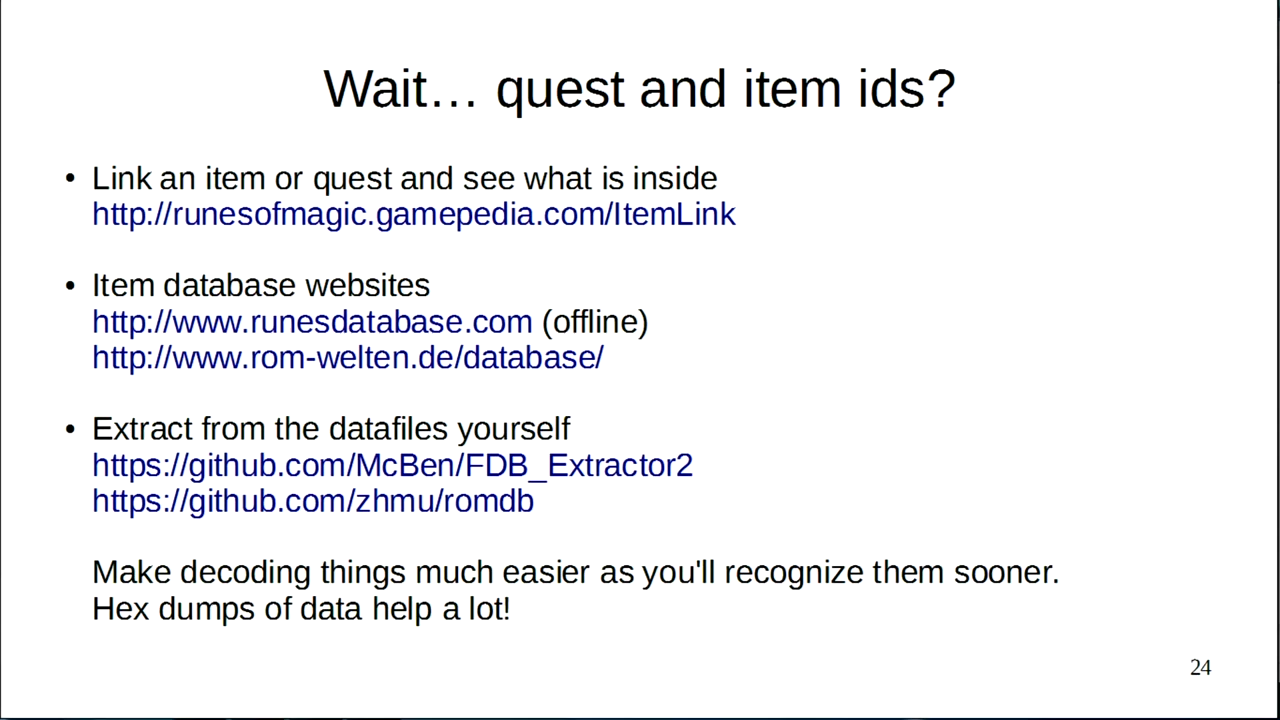 Wait… quest and item ids?
• Link an item or quest and see what is inside
http://runesofmagic.gamepedia.com/ItemLink
• Item database websites
http://www.runesdatabase.com (offline)
http://www.rom-welten.de/database/
• Extract from the datafiles yourself
https://github.com/McBen/FDB_Extractor2
https://github.com/zhmu/romdb
Make decoding things much easier as you'll recognize them sooner.
Hex dumps of data help a lot!
24